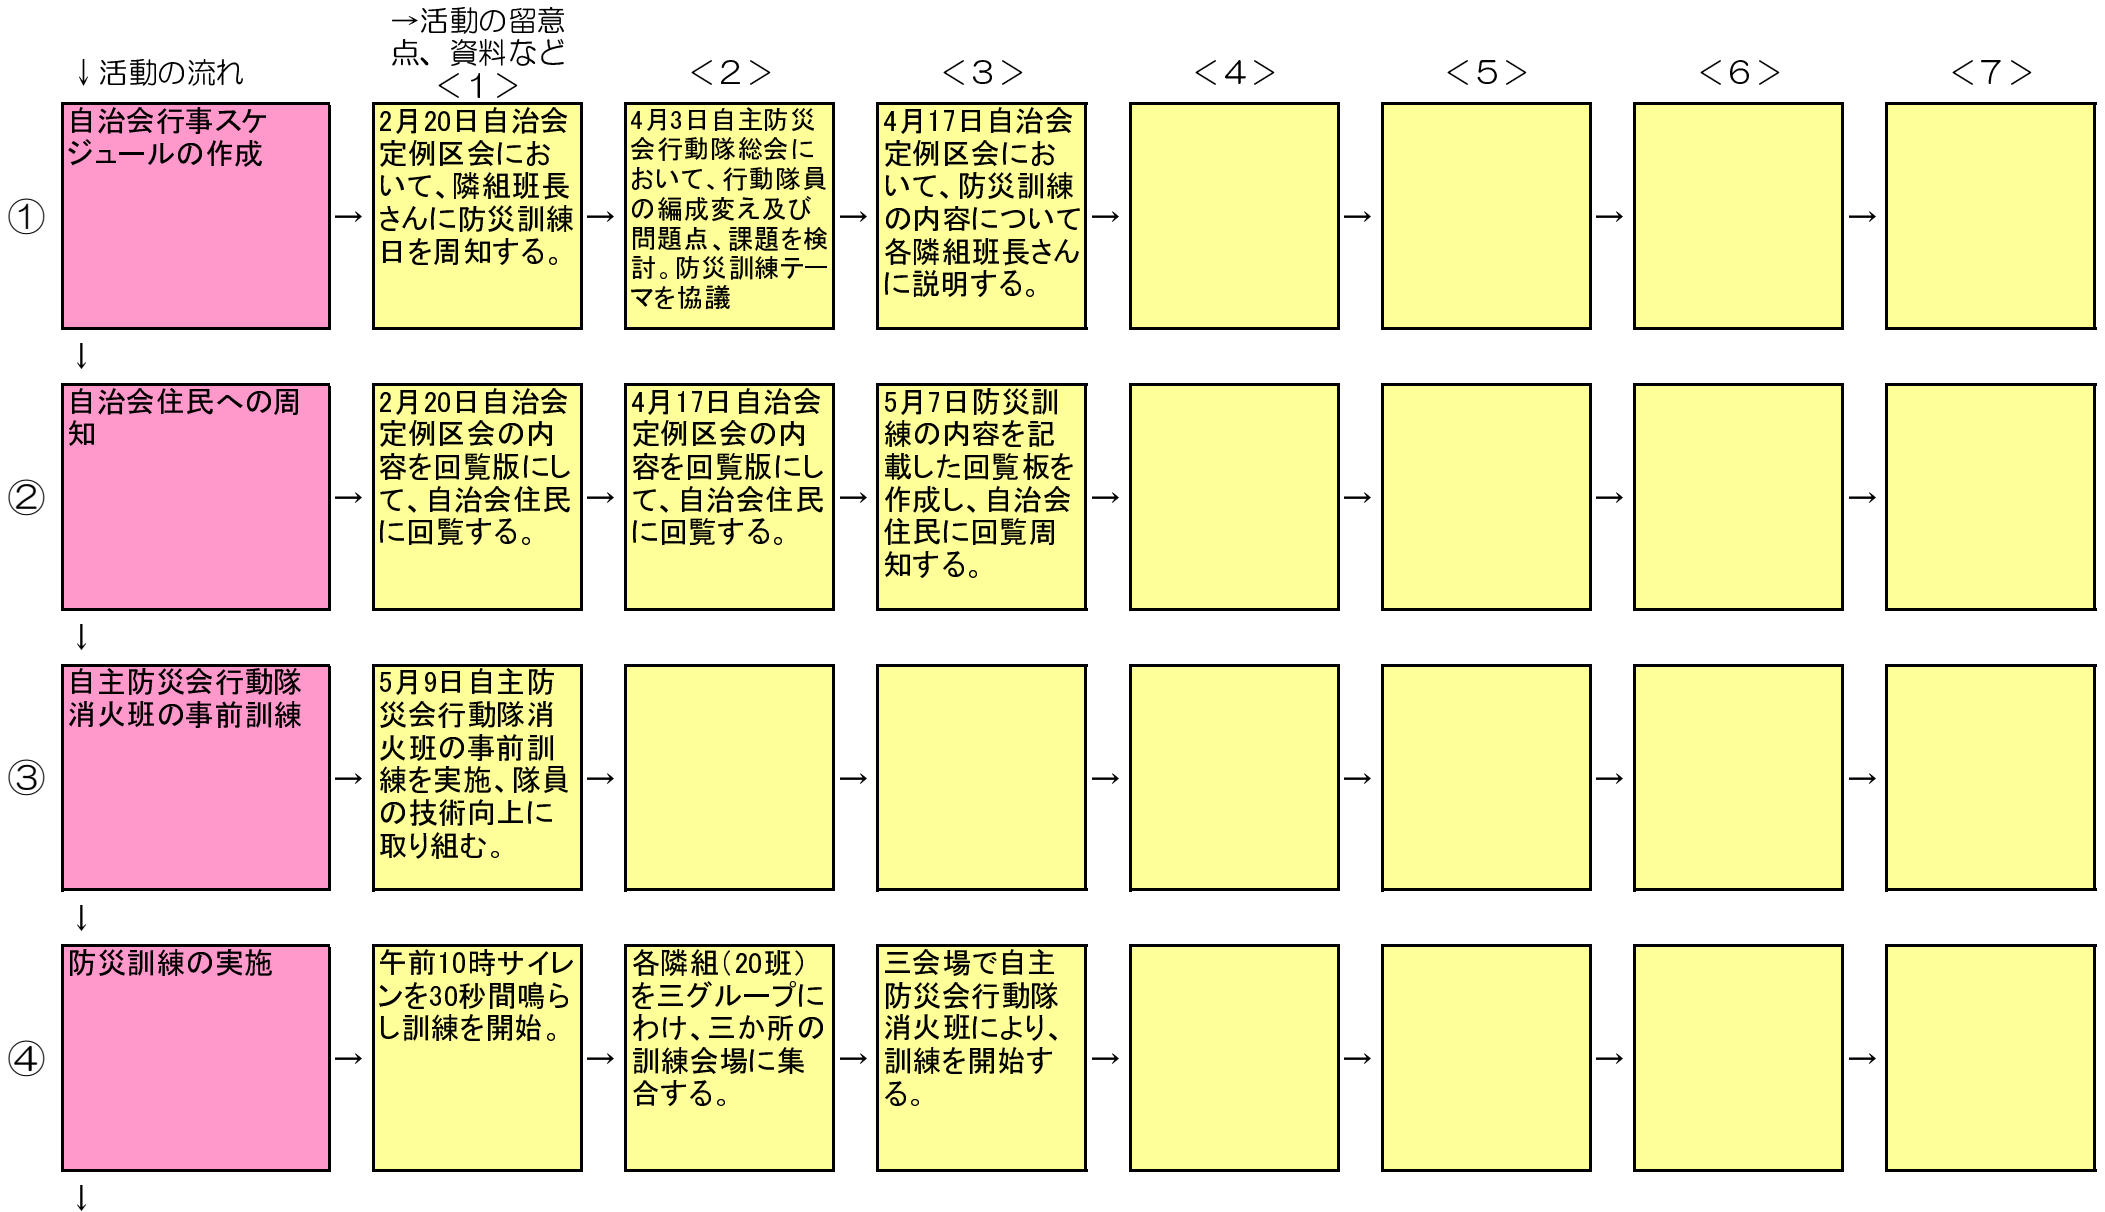 →活動の留意
点、資料など
↓活動の流れ
＜1＞
＜2＞
＜3＞
＜4＞
＜5＞
＜6＞
＜7＞
①
自治会行事スケ
ジュールの作成
→
2月20日自治会
定例区会にお
いて、隣組班長
さんに防災訓練
日を周知する。
→
4月3日自主防災
会行動隊総会に
おいて、行動隊員
の編成変え及び
問題点、課題を検
討。防災訓練テー
マを協議
→
4月17日自治会
定例区会にお
いて、防災訓練
の内容について
各隣組班長さん
に説明する。
→
→
→
→
↓
②
自治会住民への周
知
→
2月20日自治会
定例区会の内
容を回覧版にし
て、自治会住民
に回覧する。
→
4月17日自治会
定例区会の内
容を回覧版にし
て、自治会住民
に回覧する。
→
5月7日防災訓
練の内容を記
載した回覧板を
作成し、自治会
住民に回覧周
知する。
→
→
→
→
↓
③
自主防災会行動隊
消火班の事前訓練
→
5月9日自主防
災会行動隊消
火班の事前訓
練を実施、隊員
の技術向上に
取り組む。
→
→
→
→
→
→
↓
④
防災訓練の実施
→
午前10時サイレ
ンを30秒間鳴ら
し訓練を開始。
→
各隣組（20班）
を三グループに
わけ、三か所の
訓練会場に集
合する。
→
三会場で自主
防災会行動隊
消火班により、
訓練を開始す
る。
→
→
→
→
↓